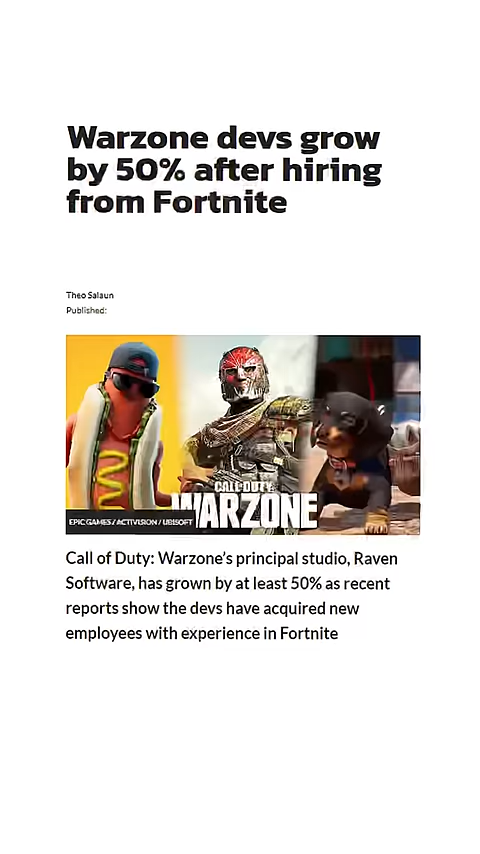 Warzone devs grow
by 50% after hiring
from Fortnite
Theo Salaun
Published:
CALL OF DUTY
WARZONE
EPIC GAMES / ACTIVISION / UBISOFT
Call of Duty: Warzone's principal studio, Raven
Software, has grown by at least 50% as recent
reports show the devs have acquired new
employees with experience in Fortnite